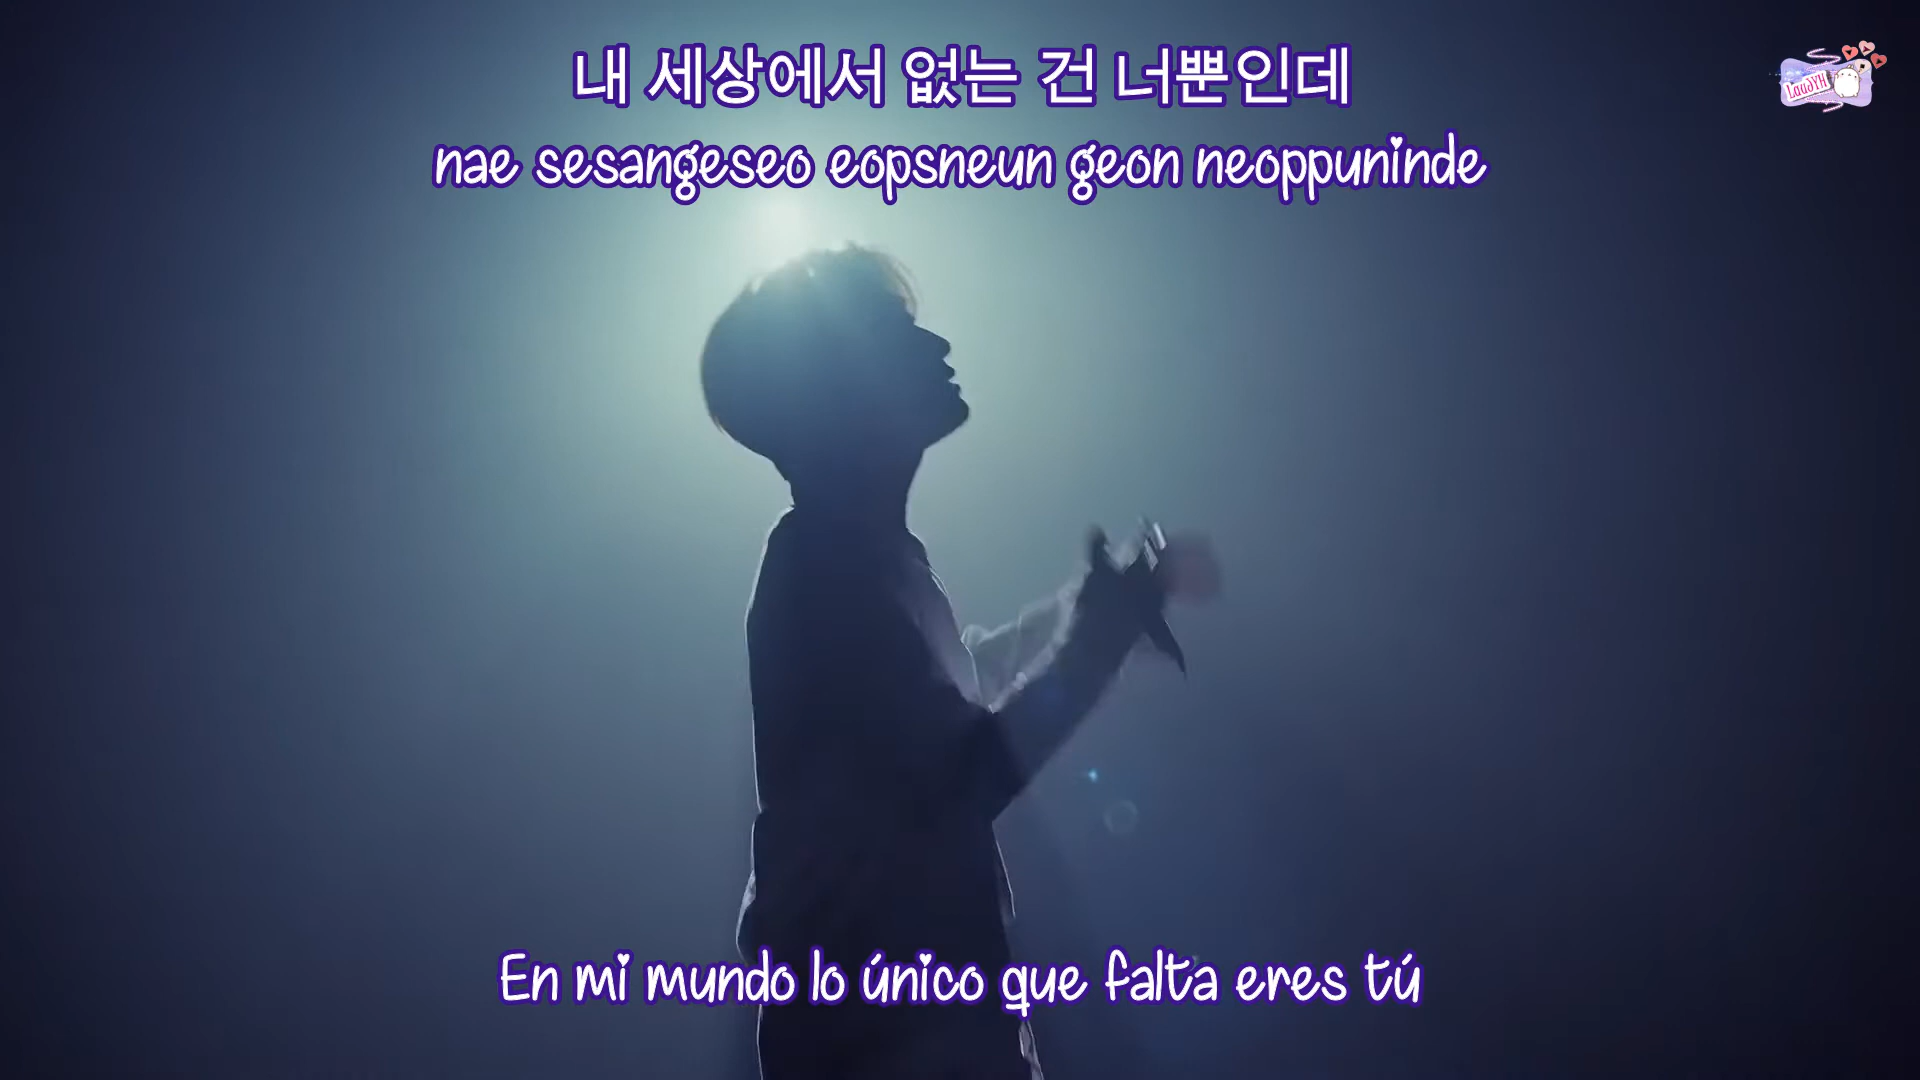 내 세상에서 없는 건 너뿐인데
nae sesangeseo eopsneun geon neoppuninde
LauJYH
En mi mundo lo único que falta eres tú